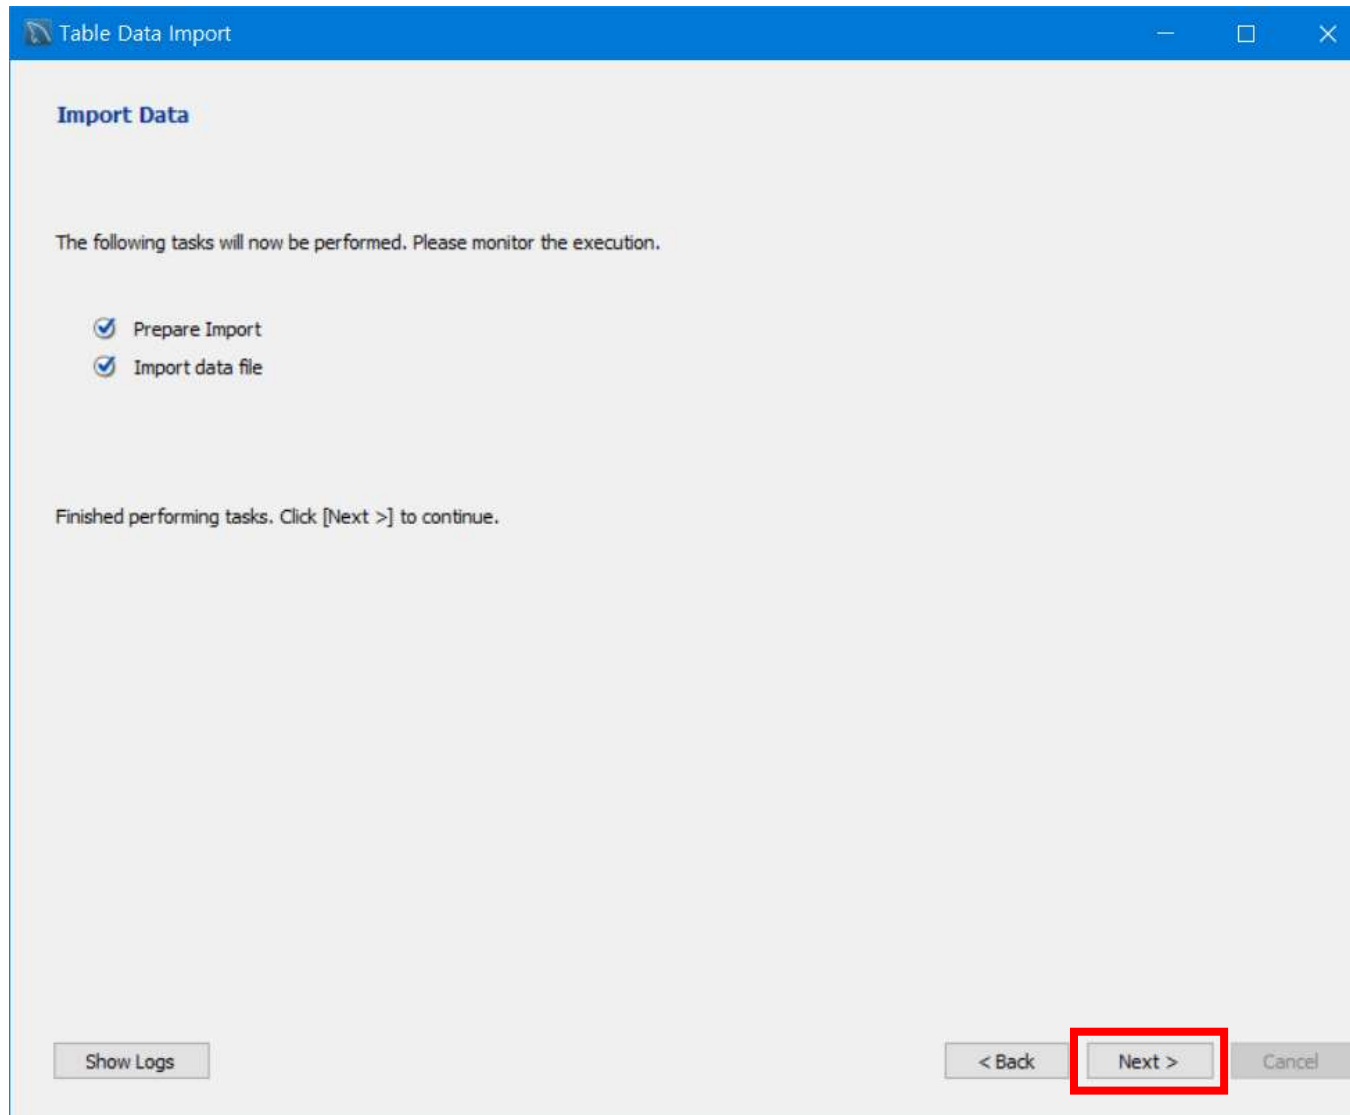 Table Data Import
Import Data
The following tasks will now be performed. Please monitor the execution.
Prepare Import
Import data file
Finished performing tasks. Click [Next >] to continue.
Show Logs
< Back
Next >
Cancel